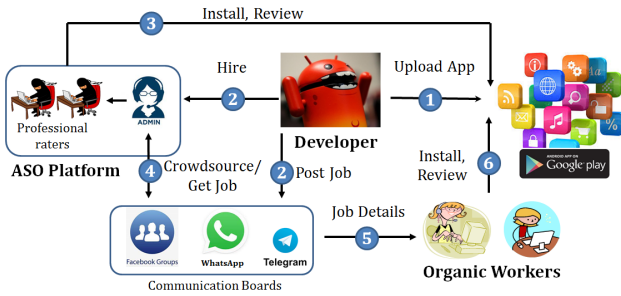 3
Install, Review
Hire
Upload App
2
1
ADMIN
Professional
raters
ASO Platform
Developer
4
Crowdsource/
Get Job
2
Post Job
Install,
Review
6
ANDROID APP ON
Google play
Facebook Groups
WhatsApp
Telegram
Job Details
5
Organic Workers
Communication Boards